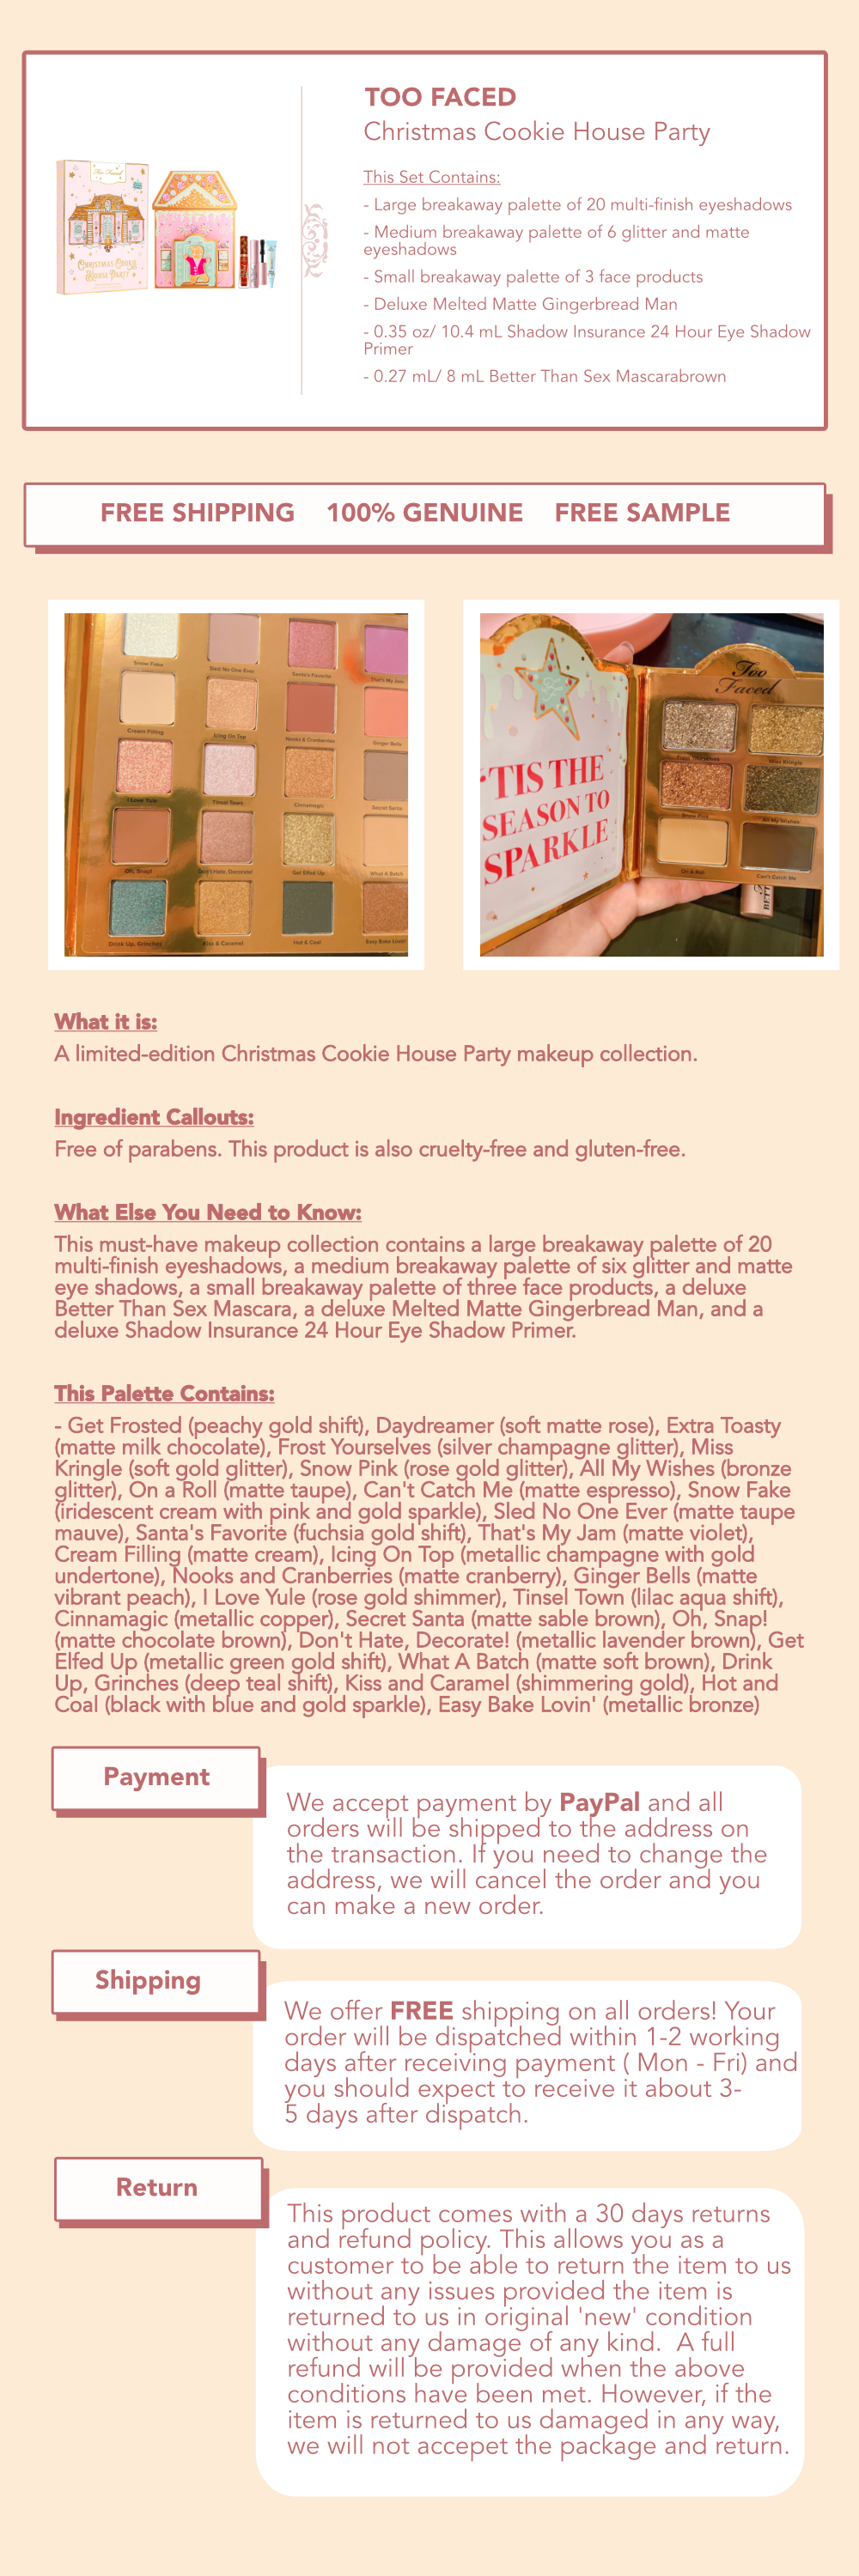 TOO FACED
Christmas Cookie House Party
This Set Contains:
- Large breakaway palette of 20 multi-finish eyeshadows
- Medium breakaway palette of 6 glitter and matte
eyeshadows
- Small breakaway palette of 3 face products
- Deluxe Melted Matte Gingerbread Man
- 0.35 oz/ 10.4 mL Shadow Insurance 24 Hour Eye Shadow
Primer
- 0.27 mL/ 8 mL Better Than Sex Mascarabrown
Too Faced
CHRISTMAS COOKIE
HOUSE PARTY
FREE SHIPPING 100% GENUINE FREE SAMPLE
Snow Fake
Sled No One Ever
Santa's Favorite
That's My Jam
Cream Filling
Icing On Top
Nooks & Cranberries
Ginger Bells
I Love Yule
Tinsel Town
Cinnamagic
Secret Santa
Oh, Snap!
Don't Hate, Decorate!
Get Elfed Up
What A Batch
Drink Up, Grinches
Kiss & Caramel
Hot & Coal
Easy Bake Lovin'
Too
Faced
'TIS THE
SEASON TO
SPARKLE
Miss Kringle
Snow Pink
All My Wishes
On A Roll
Can't Catch Me
BETT
What it is:
A limited-edition Christmas Cookie House Party makeup collection.
Ingredient Callouts:
Free of parabens. This product is also cruelty-free and gluten-free.
What Else You Need to Know:
This must-have makeup collection contains a large breakaway palette of 20
multi-finish eyeshadows, a medium breakaway palette of six glitter and matte
eye shadows, a small breakaway palette of three face products, a deluxe
Better Than Sex Mascara, a deluxe Melted Matte Gingerbread Man, and a
deluxe Shadow Insurance 24 Hour Eye Shadow Primer.
This Palette Contains:
- Get Frosted (peachy gold shift), Daydreamer (soft matte rose), Extra Toasty
(matte milk chocolate), Frost Yourselves (silver champagne glitter), Miss
Kringle (soft gold glitter), Snow Pink (rose gold glitter), All My Wishes (bronze
glitter), On a Roll (matte taupe), Can't Catch Me (matte espresso), Snow Fake
(iridescent cream with pink and gold sparkle), Sled No One Ever (matte taupe
mauve), Santa's Favorite (fuchsia gold shift), That's My Jam (matte violet),
Cream Filling (matte cream), Icing On Top (metallic champagne with gold
undertone), Nooks and Cranberries (matte cranberry), Ginger Bells (matte
vibrant peach), I Love Yule (rose gold shimmer), Tinsel Town (lilac aqua shift),
Cinnamagic (metallic copper), Secret Santa (matte sable brown), Oh, Snap!
(matte chocolate brown), Don't Hate, Decorate! (metallic lavender brown), Get
Elfed Up (metallic green gold shift), What A Batch (matte soft brown), Drink
Up, Grinches (deep teal shift), Kiss and Caramel (shimmering gold), Hot and
Coal (black with blue and gold sparkle), Easy Bake Lovin' (metallic bronze)
Payment
We accept payment by PayPal and all
orders will be shipped to the address on
the transaction. If you need to change the
address, we will cancel the order and you
can make a new order.
Shipping
We offer FREE shipping on all orders! Your
order will be dispatched within 1-2 working
days after receiving payment ( Mon - Fri) and
you should expect to receive it about 3-
5 days after dispatch.
Return
This product comes with a 30 days returns
and refund policy. This allows you as a
customer to be able to return the item to us
without any issues provided the item is
returned to us in original 'new' condition
without any damage of any kind.  A full
refund will be provided when the above
conditions have been met. However, if the
item is returned to us damaged in any way,
we will not accepet the package and return.